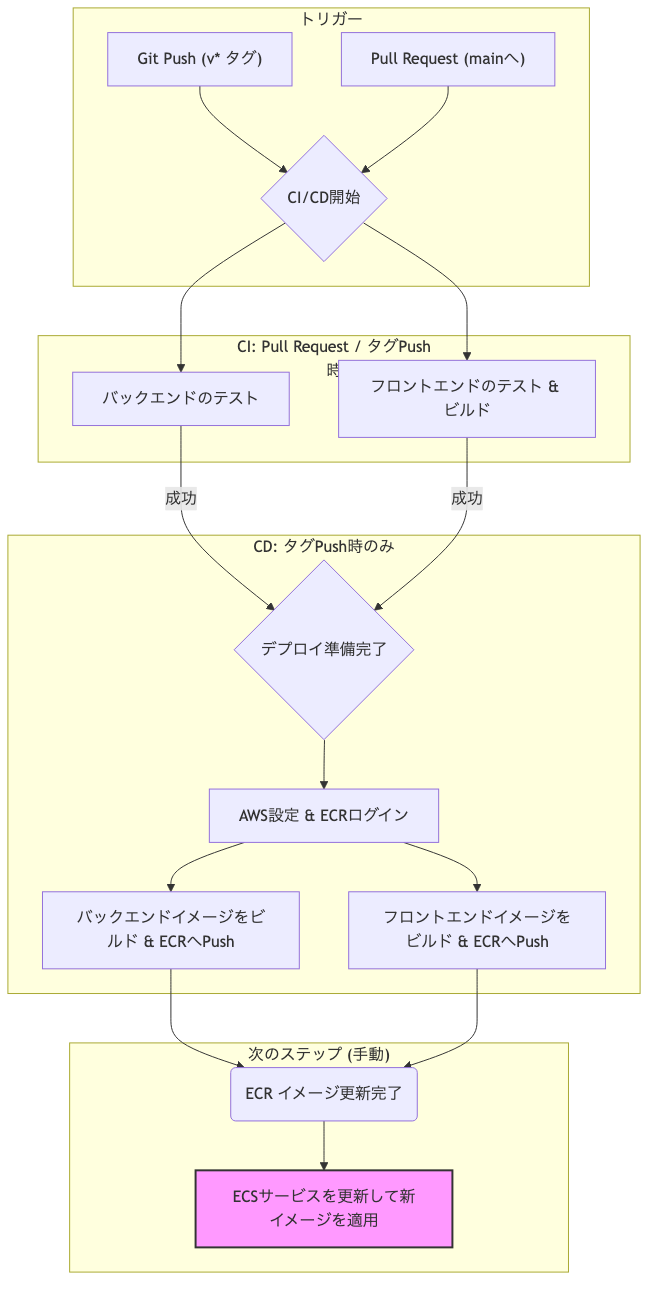 トリガー
Git Push (v* タグ)
Pull Request (mainへ)
CI/CD開始
CI: Pull Request / タグPush
時
バックエンドのテスト
フロントエンドのテスト &
ビルド
成功
成功
CD: タグPush時のみ
デプロイ準備完了
AWS設定 & ECRログイン
バックエンドイメージをビ
ルド & ECRへPush
フロントエンドイメージを
ビルド & ECRへPush
次のステップ (手動)
ECR イメージ更新完了
ECSサービスを更新して新
イメージを適用